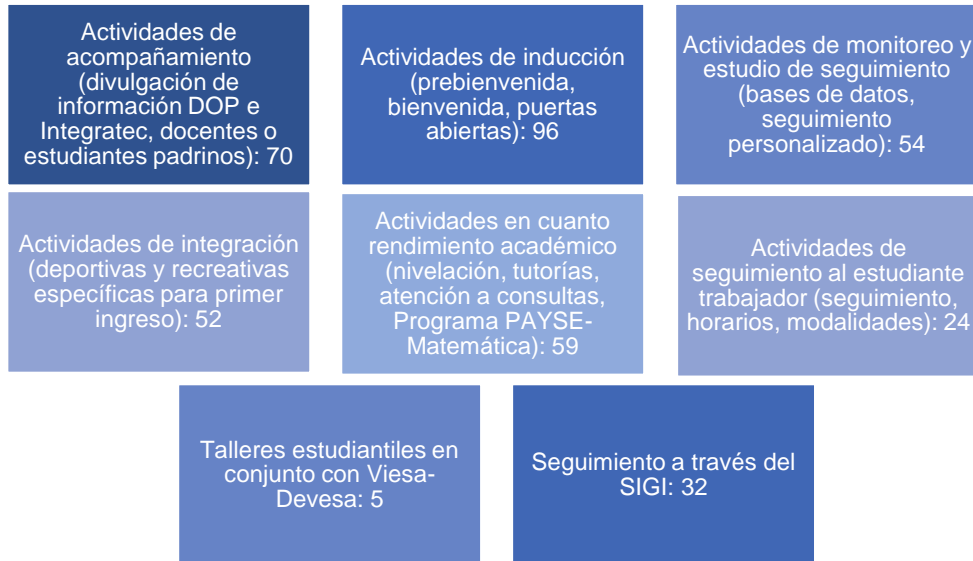 Actividades de
acompañamiento
(divulgación de
información DOP e
Integratec, docentes o
estudiantes padrinos): 70
Actividades de inducción
(prebienvenida,
bienvenida, puertas
abiertas): 96
Actividades de monitoreo y
estudio de seguimiento
(bases de datos,
seguimiento
personalizado): 54
Actividades de integración
(deportivas y recreativas
específicas para primer
ingreso): 52
Actividades en cuanto
rendimiento académico
(nivelación, tutorías,
atención a consultas,
Programa PAYSE-
Matemática): 59
Actividades de
seguimiento al estudiante
trabajador (seguimiento,
horarios, modalidades): 24
Talleres estudiantiles en
conjunto con Viesa-
Devesa: 5
Seguimiento a través del
SIGI: 32